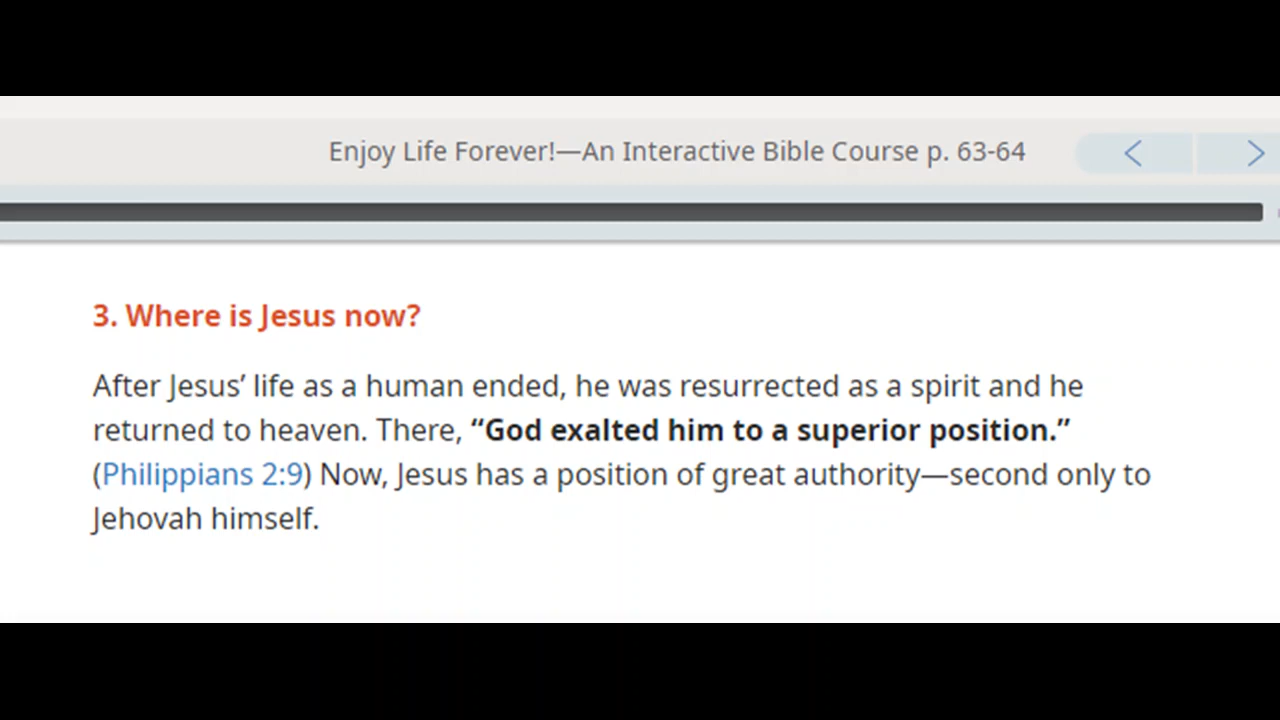 Enjoy Life Forever!—An Interactive Bible Course p. 63-64
3. Where is Jesus now?
After Jesus’ life as a human ended, he was resurrected as a spirit and he
returned to heaven. There, “God exalted him to a superior position.”
(Philippians 2:9) Now, Jesus has a position of great authority—second only to
Jehovah himself.